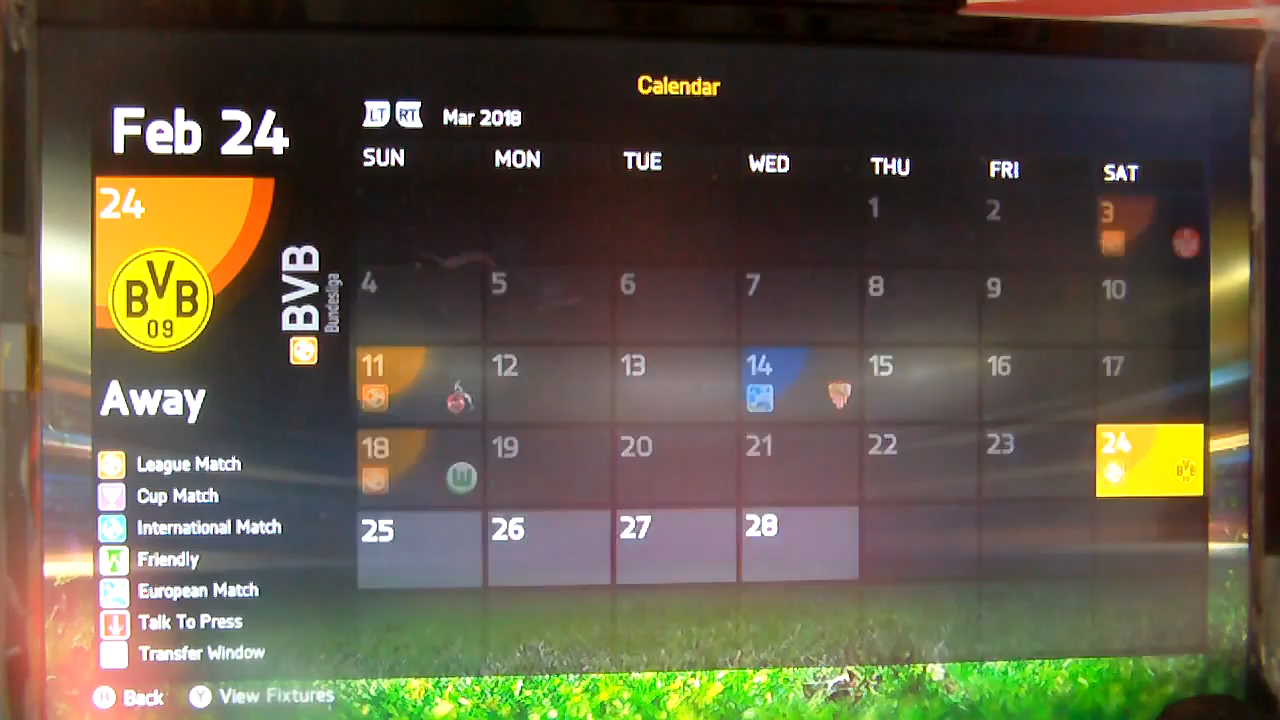 Calendar
Feb 24
LT RT Mar 2018
SUN MON TUE WED THU FRI SAT
24
BVB
09
BVB
Bundesliga
Away
1 2 3
4 5 6 7 8 9 10
11 12 13 14 15 16 17
18 W 19 20 21 22 23 24 BVB
25 26 27 28
League Match
Cup Match
International Match
Friendly
European Match
Talk To Press
Transfer Window
B Back Y View Fixtures